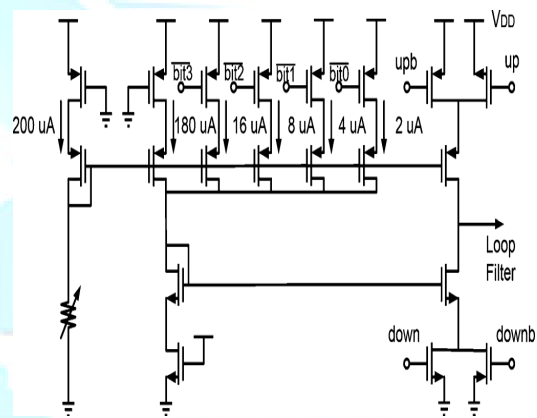 VDD
bit3 bit2 bit1 bit0 upb up
200 uA 180 uA 16 uA 8 uA 4 uA 2 uA
Loop
Filter
down downb